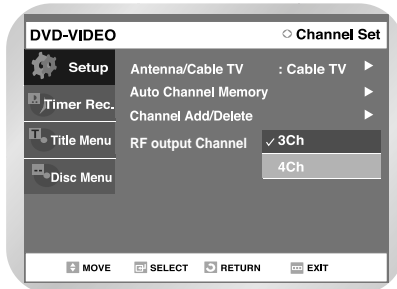 DVD-VIDEO
Channel Set
Setup
Antenna/Cable TV : Cable TV
Auto Channel Memory
Timer Rec.
Channel Add/Delete
Title Menu
RF output Channel ✓ 3Ch
4Ch
Disc Menu
MOVE SELECT RETURN EXIT